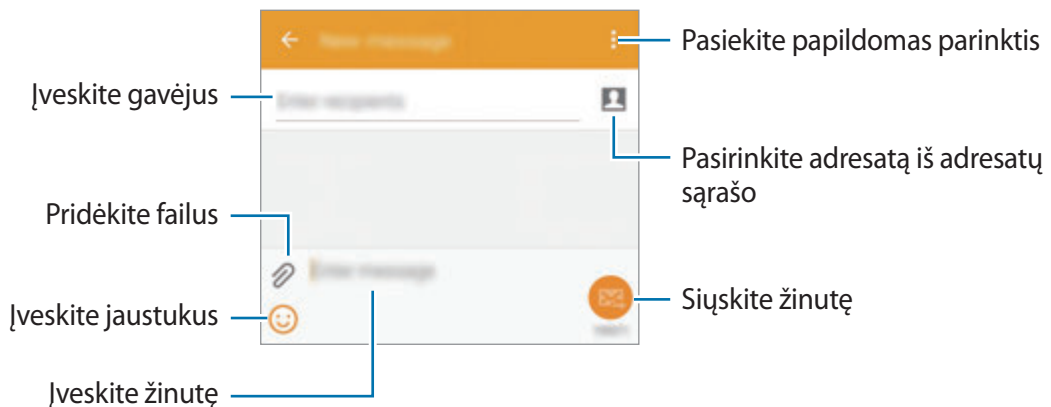 Pasiekite papildomas parinktis
Įveskite gavėjus
Pasirinkite adresatą iš adresatų
sąrašo
Pridėkite failus
Siųskite žinutę
Įveskite jaustukus
Įveskite žinutę